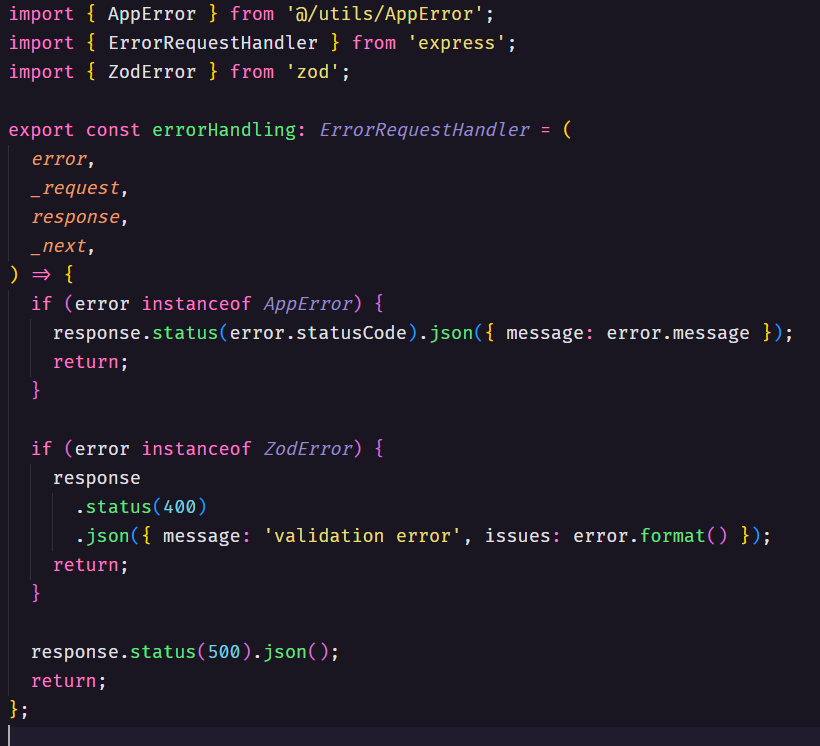 import { AppError } from '@/utils/AppError';
import { ErrorRequestHandler } from 'express';
import { ZodError } from 'zod';
export const errorHandling: ErrorRequestHandler = (
error,
_request,
response,
_next,
) => {
if (error instanceof AppError) {
response.status(error.statusCode).json({ message: error.message });
return;
}
if (error instanceof ZodError) {
response
.status(400)
.json({ message: 'validation error', issues: error.format() });
return;
}
response.status(500).json();
return;
};